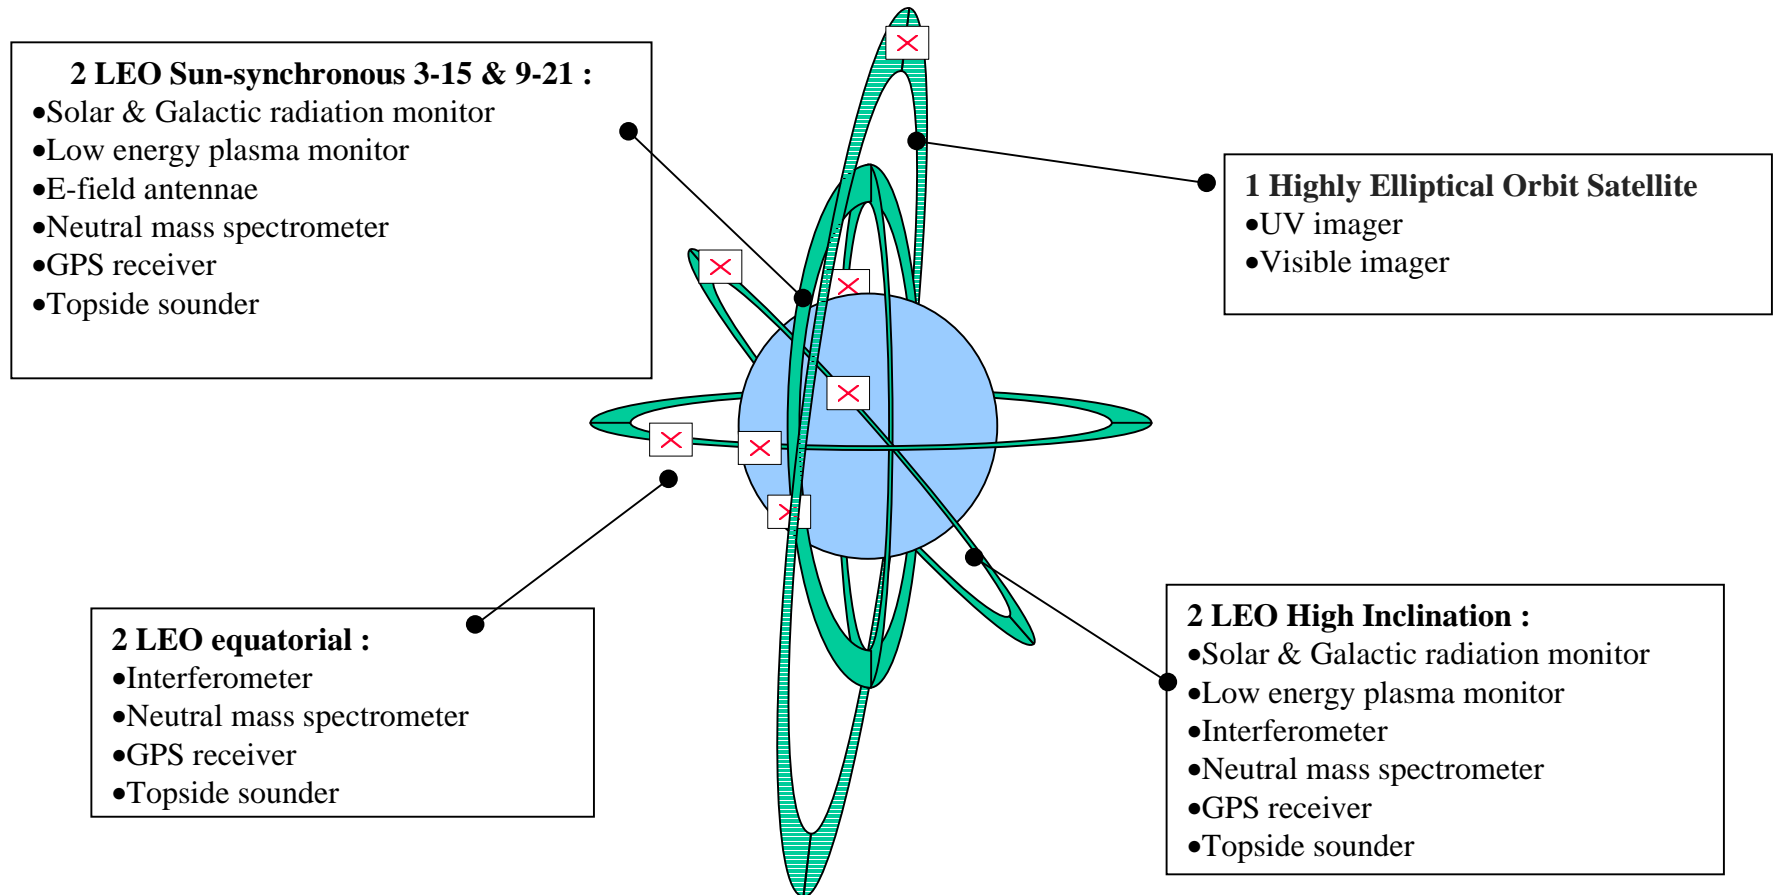 2 LEO Sun-synchronous 3-15 & 9-21 :
•Solar & Galactic radiation monitor
•Low energy plasma monitor
•E-field antennae
•Neutral mass spectrometer
•GPS receiver
•Topside sounder
1 Highly Elliptical Orbit Satellite
•UV imager
•Visible imager
2 LEO equatorial :
•Interferometer
•Neutral mass spectrometer
•GPS receiver
•Topside sounder
2 LEO High Inclination :
•Solar & Galactic radiation monitor
•Low energy plasma monitor
•Interferometer
•Neutral mass spectrometer
•GPS receiver
•Topside sounder